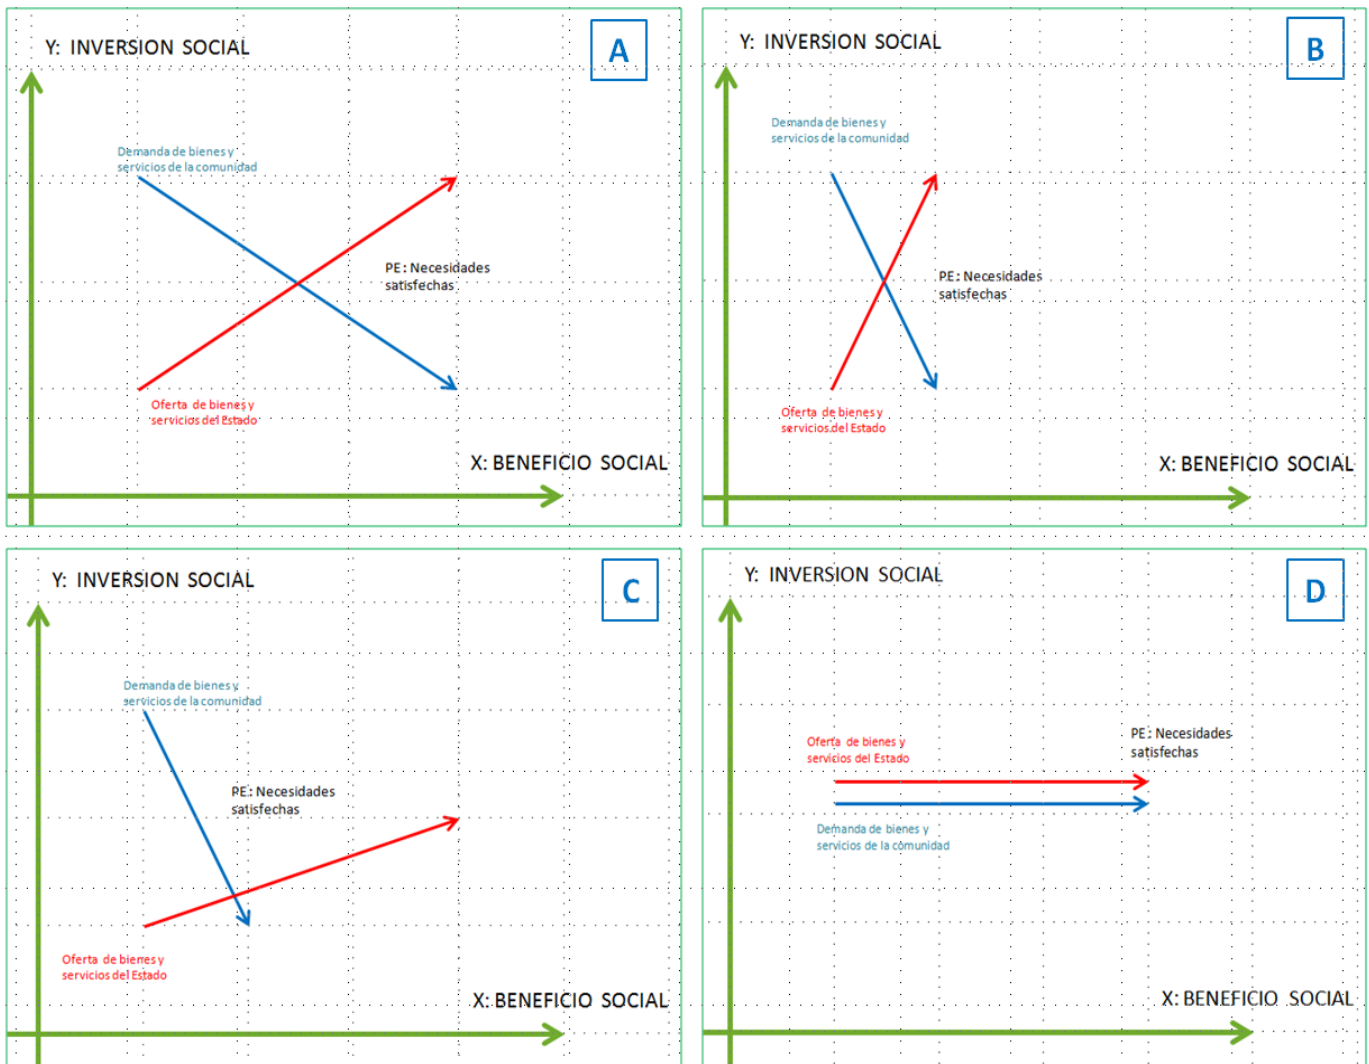 Y: INVERSION SOCIAL
A
Demanda de bienes y
servicios de la comunidad
PE: Necesidades
satisfechas
Oferta de bienes y
servicios del Estado
X: BENEFICIO SOCIAL
Y: INVERSION SOCIAL
B
Demanda de bienes y
servicios de la comunidad
PE: Necesidades
satisfechas
Oferta de bienes y
servicios del Estado
X: BENEFICIO SOCIAL
Y: INVERSION SOCIAL
C
Demanda de bienes y
servicios de la comunidad
PE: Necesidades
satisfechas
Oferta de bienes y
servicios del Estado
X: BENEFICIO SOCIAL
Y: INVERSION SOCIAL
D
PE: Necesidades
satisfechas
Oferta de bienes y
servicios del Estado
Demanda de bienes y
servicios de la comunidad
X: BENEFICIO SOCIAL